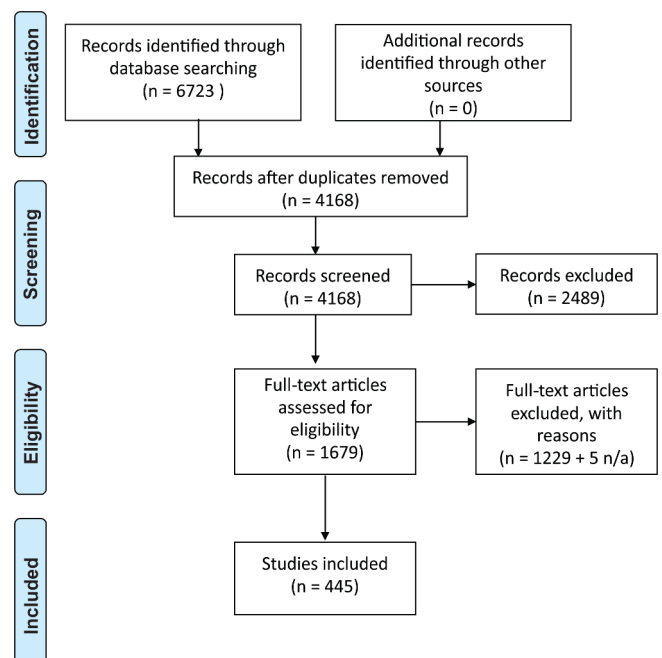 Identification
Records identified through
database searching
(n = 6723 )
Additional records
identified through other
sources
(n = 0)
Records after duplicates removed
(n = 4168)
Screening
Records screened
(n = 4168)
Records excluded
(n = 2489)
Eligibility
Full-text articles
assessed for
eligibility
(n = 1679)
Full-text articles
excluded, with
reasons
(n = 1229 + 5 n/a)
Included
Studies included
(n = 445)